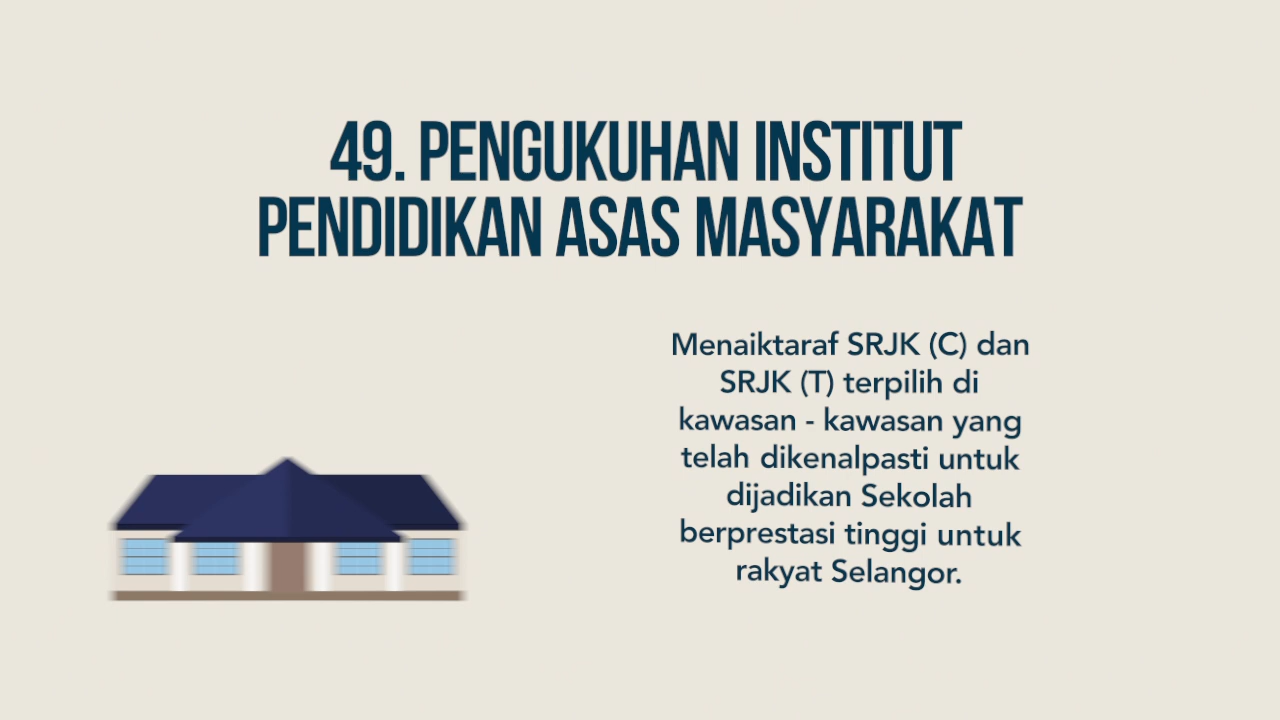 49. PENGUKUHAN INSTITUT
PENDIDIKAN ASAS MASYARAKAT
Menaiktaraf SRJK (C) dan
SRJK (T) terpilih di
kawasan - kawasan yang
telah dikenalpasti untuk
dijadikan Sekolah
berprestasi tinggi untuk
rakyat Selangor.